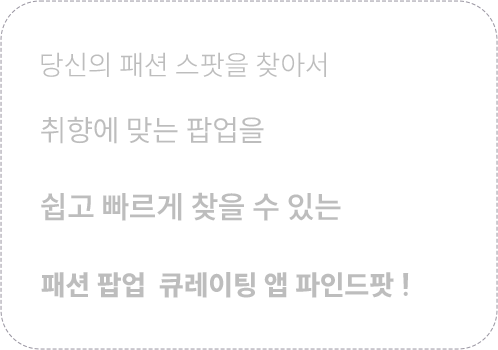 당신의 패션 스팟을 찾아서
취향에 맞는 팝업을
쉽고 빠르게 찾을 수 있는
패션 팝업 큐레이팅 앱 파인드팟 !